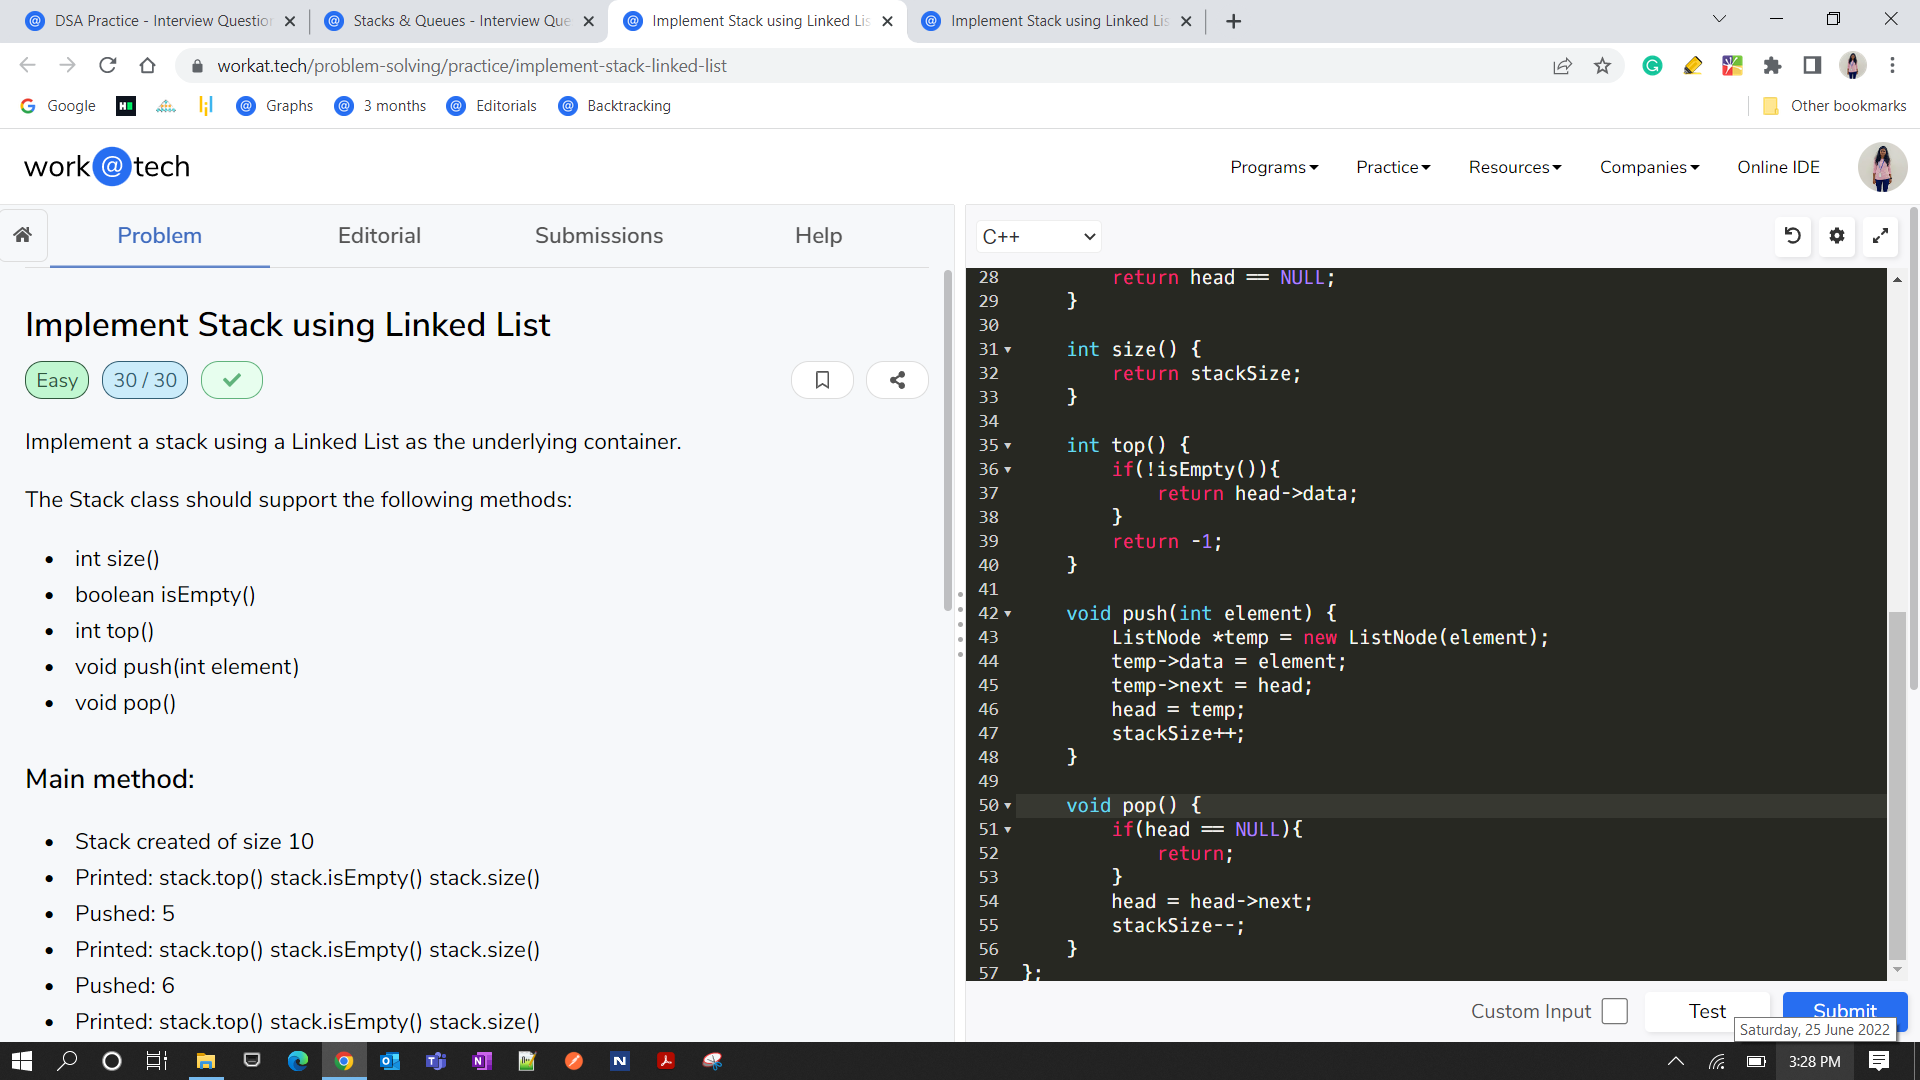 DSA Practice - Interview Question
Stacks & Queues - Interview Que
Implement Stack using Linked Lis
Implement Stack using Linked Lis
workat.tech/problem-solving/practice/implement-stack-linked-list
Google
Graphs
3 months
Editorials
Backtracking
Other bookmarks
work@tech
Programs
Practice
Resources
Companies
Online IDE
Problem
Editorial
Submissions
Help
Implement Stack using Linked List
Easy
30 / 30
Implement a stack using a Linked List as the underlying container.
The Stack class should support the following methods:
• int size()
• boolean isEmpty()
• int top()
• void push(int element)
• void pop()
Main method:
• Stack created of size 10
• Printed: stack.top() stack.isEmpty() stack.size()
• Pushed: 5
• Printed: stack.top() stack.isEmpty() stack.size()
• Pushed: 6
• Printed: stack.top() stack.isEmpty() stack.size()
C++
28 return head == NULL;
29 }
30
31 int size() {
32 return stackSize;
33 }
34
35 int top() {
36 if(!isEmpty()){
37 return head->data;
38 }
39 return -1;
40 }
41
42 void push(int element) {
43 ListNode *temp = new ListNode(element);
44 temp->data = element;
45 temp->next = head;
46 head = temp;
47 stackSize++;
48 }
49
50 void pop() {
51 if(head == NULL){
52 return;
53 }
54 head = head->next;
55 stackSize--;
56 }
57 };
Custom Input
Test
Submit
Saturday, 25 June 2022
3:28 PM